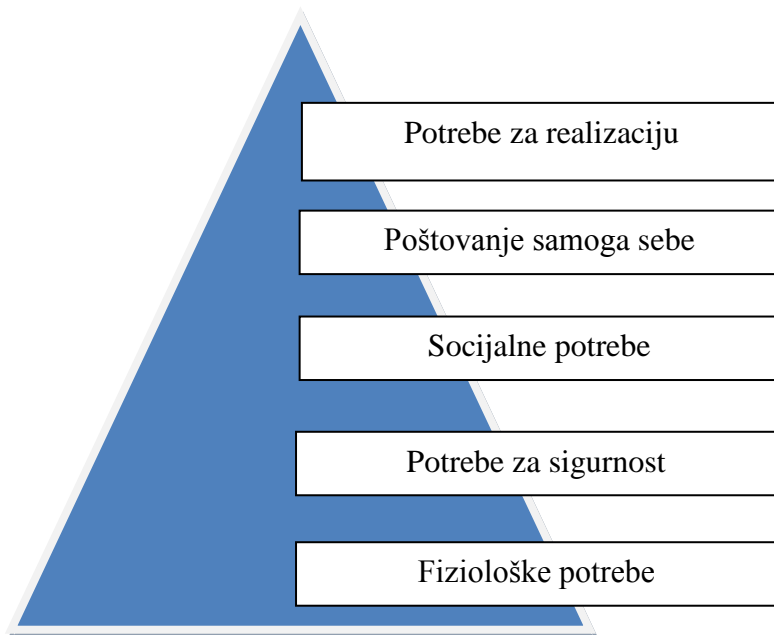 Potrebe za realizaciju
Poštovanje samoga sebe
Socijalne potrebe
Potrebe za sigurnost
Fiziološke potrebe